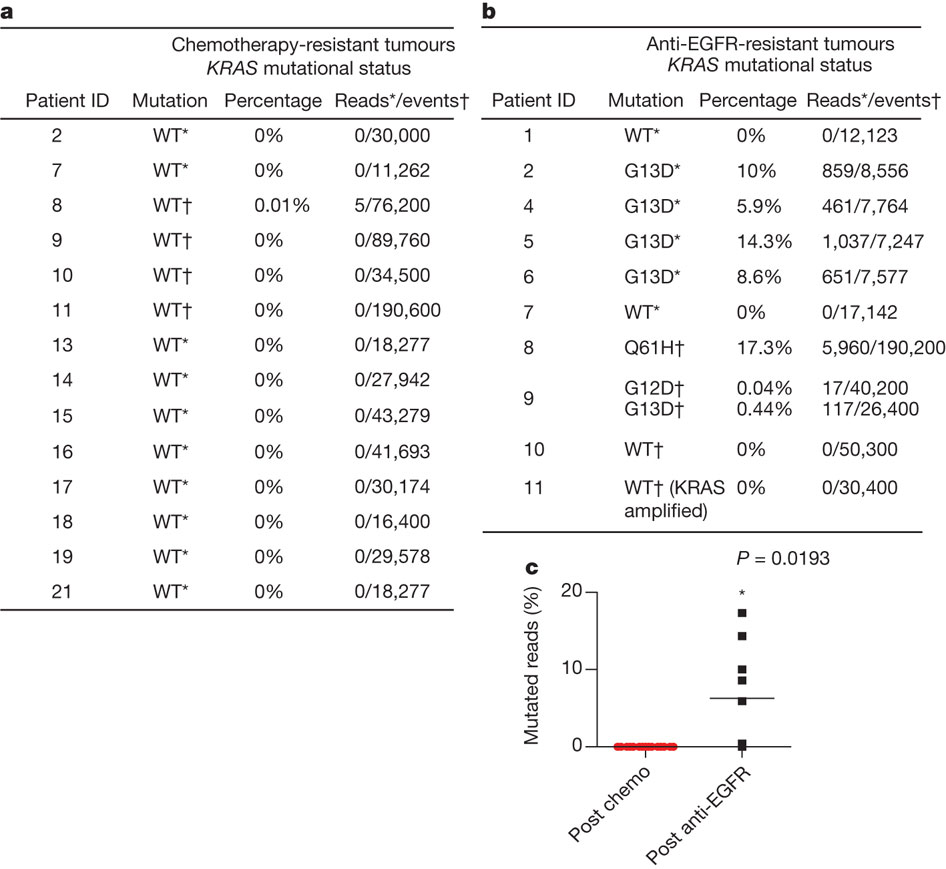 a
Chemotherapy-resistant tumours
KRAS mutational status
Patient ID Mutation Percentage Reads*/events†
2 WT* 0% 0/30,000
7 WT* 0% 0/11,262
8 WT† 0.01% 5/76,200
9 WT† 0% 0/89,760
10 WT† 0% 0/34,500
11 WT† 0% 0/190,600
13 WT* 0% 0/18,277
14 WT* 0% 0/27,942
15 WT* 0% 0/43,279
16 WT* 0% 0/41,693
17 WT* 0% 0/30,174
18 WT* 0% 0/16,400
19 WT* 0% 0/29,578
21 WT* 0% 0/18,277
b
Anti-EGFR-resistant tumours
KRAS mutational status
Patient ID Mutation Percentage Reads*/events†
1 WT* 0% 0/12,123
2 G13D* 10% 859/8,556
4 G13D* 5.9% 461/7,764
5 G13D* 14.3% 1,037/7,247
6 G13D* 8.6% 651/7,577
7 WT* 0% 0/17,142
8 Q61H† 17.3% 5,960/190,200
9
G12D† 0.04% 17/40,200
G13D† 0.44% 117/26,400
10 WT† 0% 0/50,300
11 WT† (KRAS 0% 0/30,400
amplified)
c
P = 0.0193
*
Mutated reads (%)
20
10
0
Post chemo
Post anti-EGFR